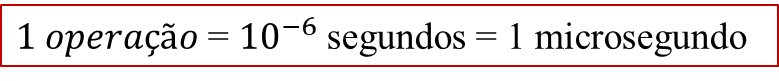 1 operação = 10⁻⁶ segundos = 1 microsegundo